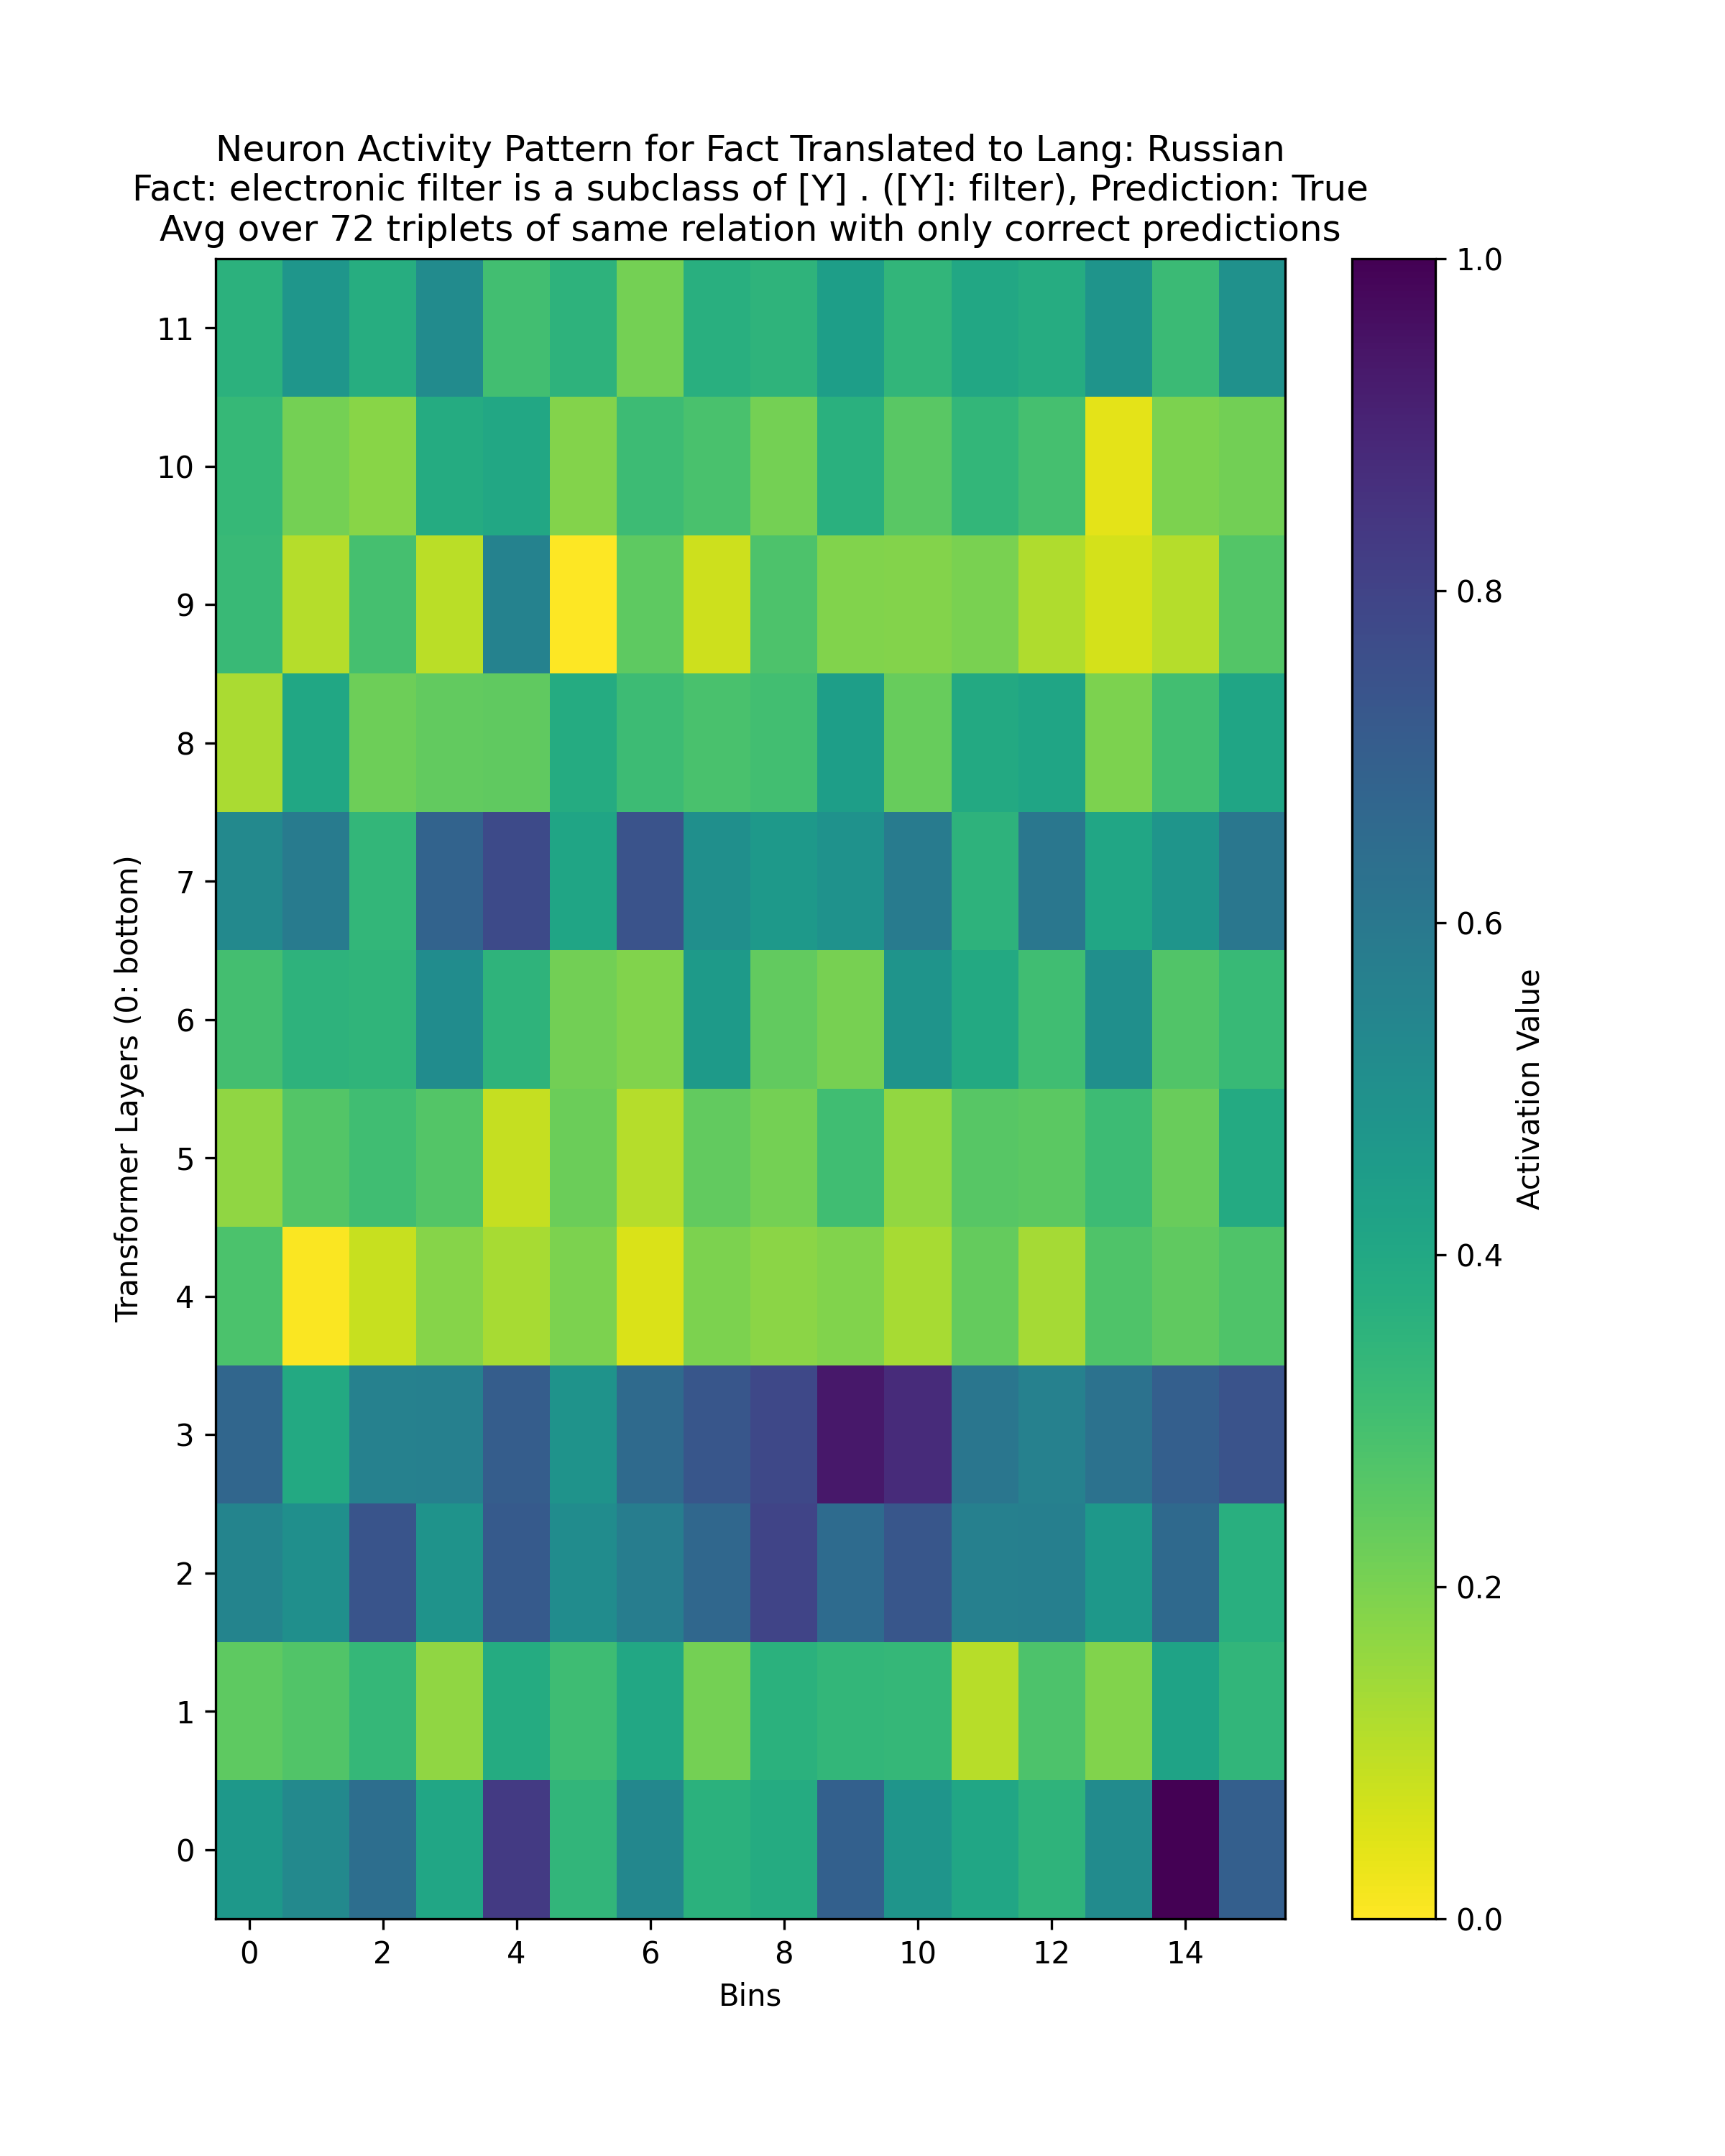 Neuron Activity Pattern for Fact Translated to Lang: Russian
Fact: electronic filter is a subclass of [Y] . ([Y]: filter), Prediction: True
Avg over 72 triplets of same relation with only correct predictions
Transformer Layers (0: bottom)
11
10
9
8
7
6
5
4
3
2
1
0
0 2 4 6 8 10 12 14
Bins
1.0
0.8
0.6
0.4
0.2
0.0
Activation Value